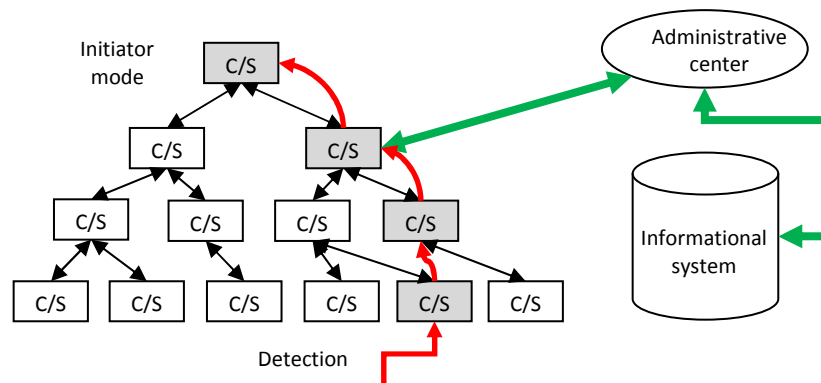 Initiator
mode
C/S
Administrative
center
C/S
C/S
C/S
C/S
C/S
C/S
Informational
system
C/S
C/S
C/S
C/S
C/S
C/S
Detection